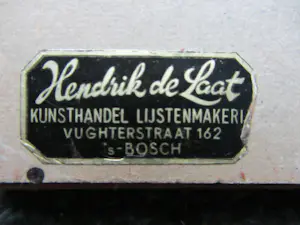 Hendrik de Laat
KUNSTHANDEL LIJSTENMAKERIJ
VUGHTERSTRAAT 162
's-BOSCH